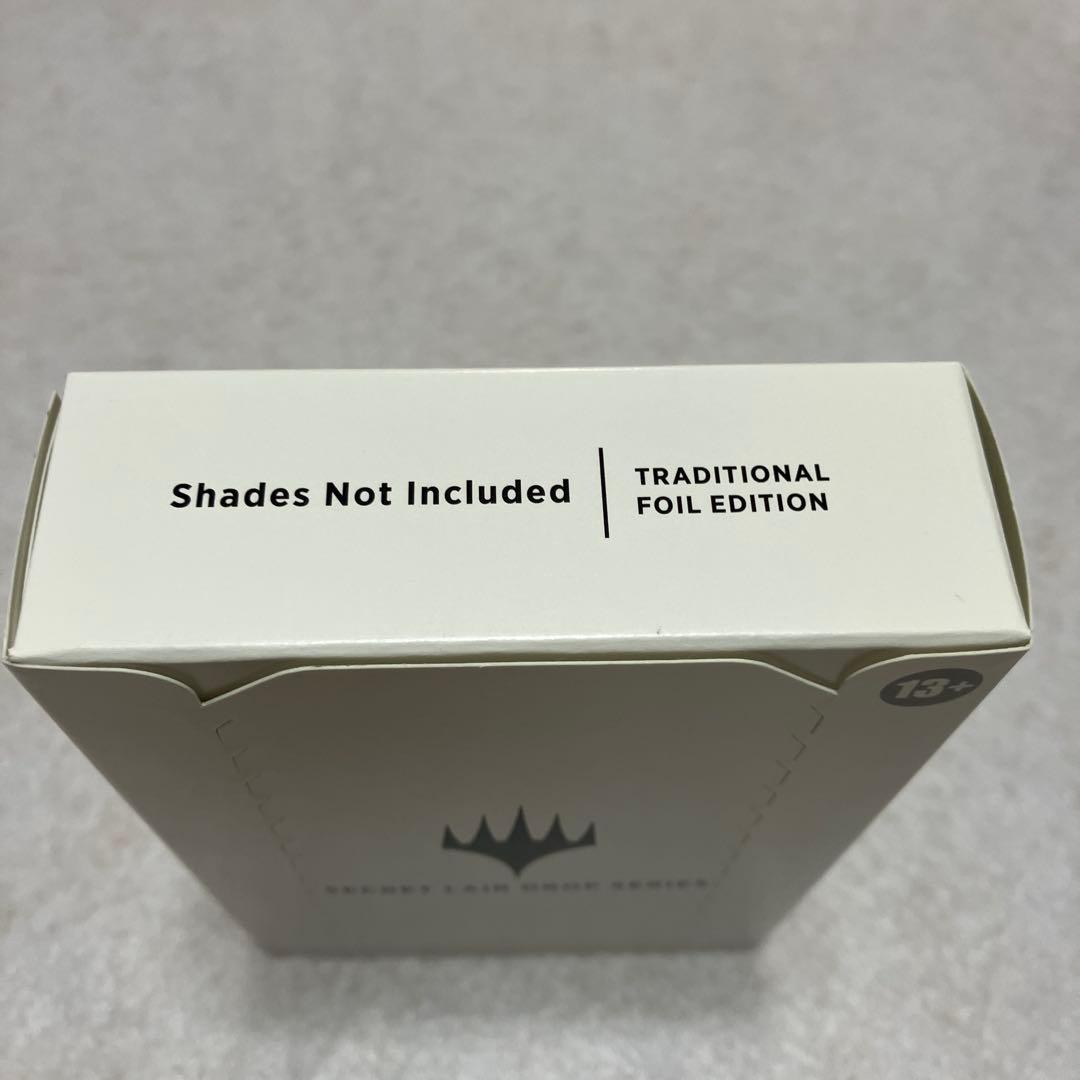 Shades Not Included
TRADITIONAL
FOIL EDITION
13+
SECRET LAIR DROP SERIES